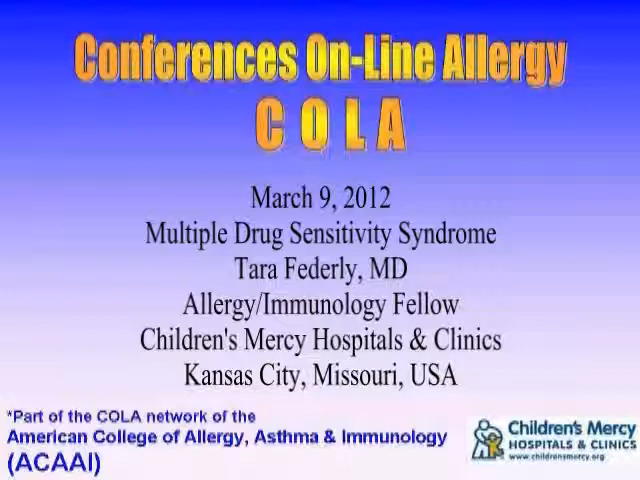 Conferences On-Line Allergy
C O L A
March 9, 2012
Multiple Drug Sensitivity Syndrome
Tara Federly, MD
Allergy/Immunology Fellow
Children's Mercy Hospitals & Clinics
Kansas City, Missouri, USA
*Part of the COLA network of the
American College of Allergy, Asthma & Immunology
(ACAAI)
Children's Mercy
HOSPITALS & CLINICS
www.childrensmercy.org